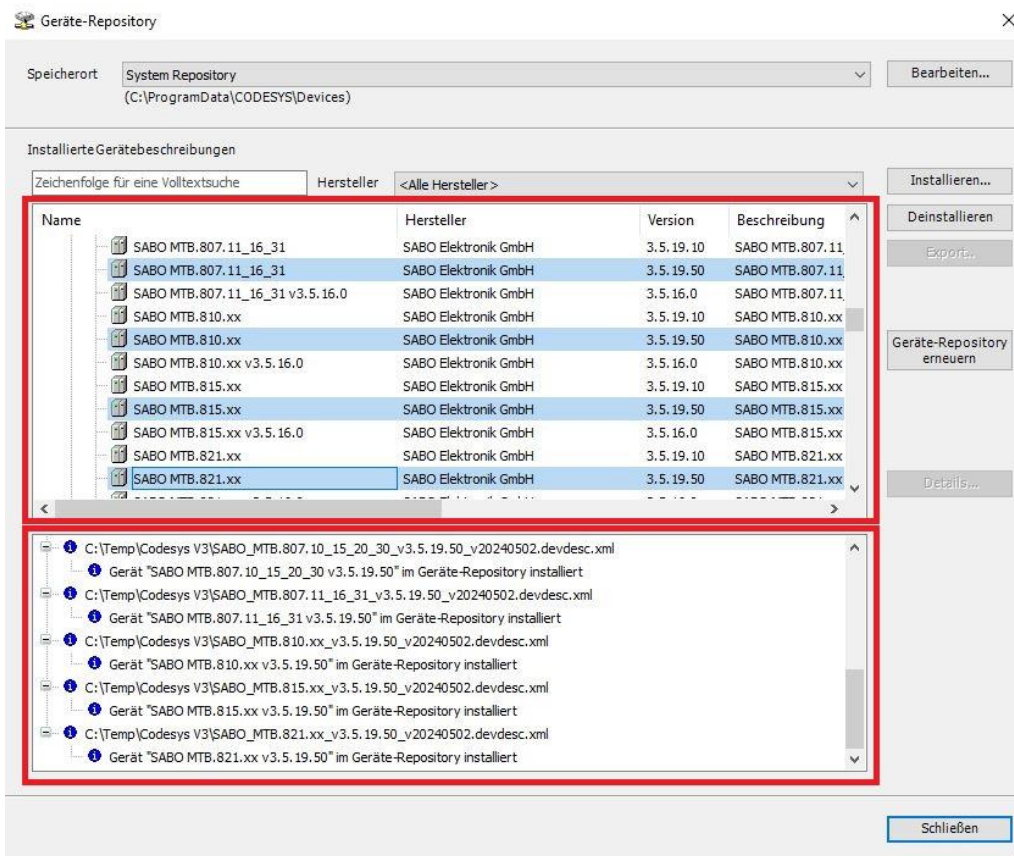 Geräte-Repository
Speicherort System Repository Bearbeiten...
(C:\ProgramData\CODESYS\Devices)
Installierte Gerätebeschreibungen
Zeichenfolge für eine Volltextsuche Hersteller <Alle Hersteller> Installieren...
Name Hersteller Version Beschreibung Deinstallieren
SABO MTB.807.11_16_31 SABO Elektronik GmbH 3.5.19.10 SABO MTB.807.11 Export...
SABO MTB.807.11_16_31 SABO Elektronik GmbH 3.5.19.50 SABO MTB.807.11
SABO MTB.807.11_16_31 v3.5.16.0 SABO Elektronik GmbH 3.5.16.0 SABO MTB.807.11
SABO MTB.810.xx SABO Elektronik GmbH 3.5.19.10 SABO MTB.810.xx
SABO MTB.810.xx SABO Elektronik GmbH 3.5.19.50 SABO MTB.810.xx Geräte-Repository
SABO MTB.810.xx v3.5.16.0 SABO Elektronik GmbH 3.5.16.0 SABO MTB.810.xx erneuern
SABO MTB.815.xx SABO Elektronik GmbH 3.5.19.10 SABO MTB.815.xx
SABO MTB.815.xx SABO Elektronik GmbH 3.5.19.50 SABO MTB.815.xx
SABO MTB.815.xx v3.5.16.0 SABO Elektronik GmbH 3.5.16.0 SABO MTB.815.xx
SABO MTB.821.xx SABO Elektronik GmbH 3.5.19.10 SABO MTB.821.xx
SABO MTB.821.xx SABO Elektronik GmbH 3.5.19.50 SABO MTB.821.xx Details...
C:\Temp\Codesys V3\SABO_MTB.807.10_15_20_30_v3.5.19.50_v20240502.devdesc.xml
Gerät "SABO MTB.807.10_15_20_30 v3.5.19.50" im Geräte-Repository installiert
C:\Temp\Codesys V3\SABO_MTB.807.11_16_31_v3.5.19.50_v20240502.devdesc.xml
Gerät "SABO MTB.807.11_16_31 v3.5.19.50" im Geräte-Repository installiert
C:\Temp\Codesys V3\SABO_MTB.810.xx_v3.5.19.50_v20240502.devdesc.xml
Gerät "SABO MTB.810.xx v3.5.19.50" im Geräte-Repository installiert
C:\Temp\Codesys V3\SABO_MTB.815.xx_v3.5.19.50_v20240502.devdesc.xml
Gerät "SABO MTB.815.xx v3.5.19.50" im Geräte-Repository installiert
C:\Temp\Codesys V3\SABO_MTB.821.xx_v3.5.19.50_v20240502.devdesc.xml
Gerät "SABO MTB.821.xx v3.5.19.50" im Geräte-Repository installiert
Schließen